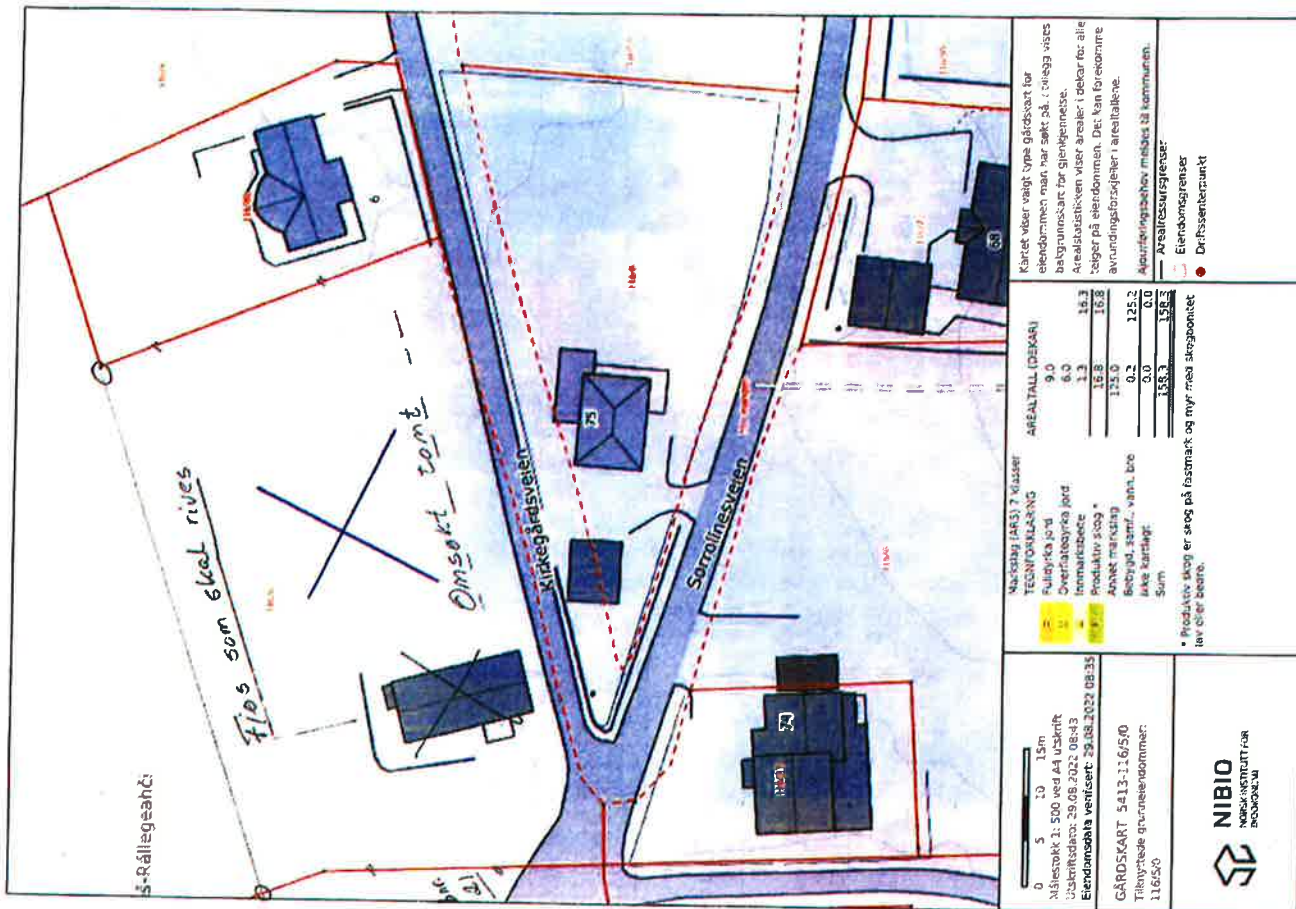 Fjøs som skal rives
Omsøkt tomt
Kirkegårdsveien
Sørrolinesveien
75
6
68
0 5 10 15m
Målestokk 1: 500 ved A4 utskrift
Utskriftsdato: 29.08.2022 08:43
Eiendomsdata verifisert: 29.08.2022 08:35
GÅRDSKART 5413-116/5/0
Tilknyttede grunneiendommer:
116/5/0
NIBIO
NORSK INSTITUTT FOR
BIOØKONOMI
Markslag (AR5) 7 klasser
TEGNFORKLARING AREALTALL (DEKAR)
Fulldyrka jord 9.0
Overflatedyrka jord 6.0
Innmarksbeite 1.3 16.3
Produktiv skog * 16.8 16.8
Annet markslag 125.0
Bebygd, samf., vann, bre 0.2 125.2
Ikke kartlagt 0.0 0.0
Sum 158.3 158.3
* Produktiv skog er skog på fastmark og myr med skogbonitet
lav eller bedre.
Kartet viser valgt type gårdskart for
eiendommen man har søkt på. I tillegg vises
bakgrunnskart for gjenkjennelse.
Arealstatistikken viser arealer i dekar for alle
teiger på eiendommen. Det kan forekomme
avrundingsforskjeller i arealtallene.
Ajourføringsbehov meldes til kommunen.
Arealressursgrenser
Eiendomsgrenser
Driftssenterpunkt